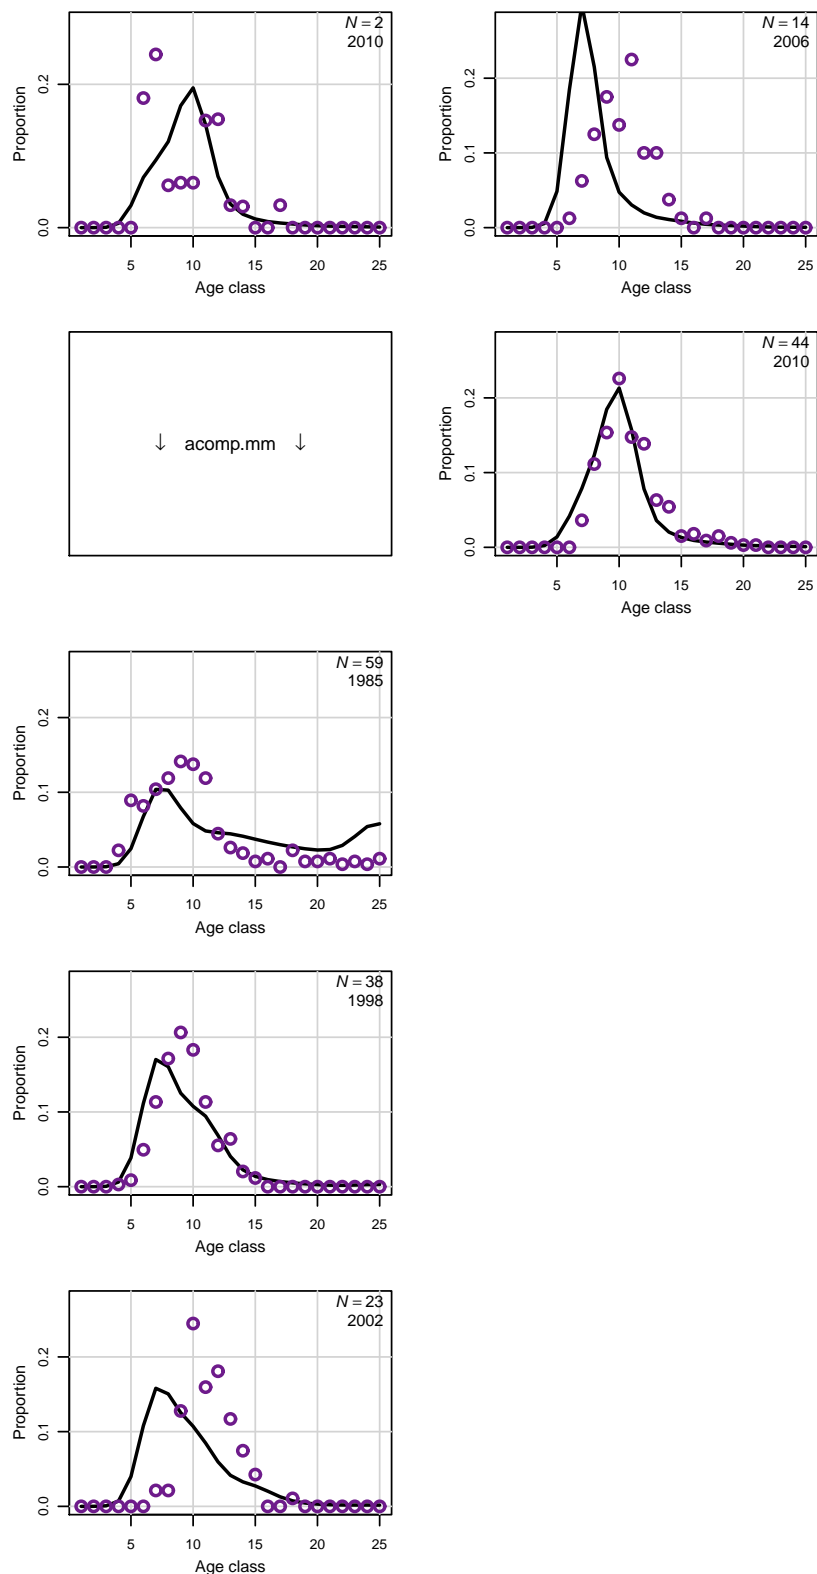 N = 2
2010
Proportion
0.0
0.2
5 10 15 20 25
Age class
↓ acomp.mm ↓
N = 59
1985
Proportion
0.0 0.1 0.2
5 10 15 20 25
Age class
N = 38
1998
Proportion
0.0 0.1 0.2
5 10 15 20 25
Age class
N = 23
2002
Proportion
0.0 0.1 0.2
5 10 15 20 25
Age class
N = 14
2006
Proportion
0.0 0.1 0.2
5 10 15 20 25
Age class
N = 44
2010
Proportion
0.0 0.1 0.2
5 10 15 20 25
Age class